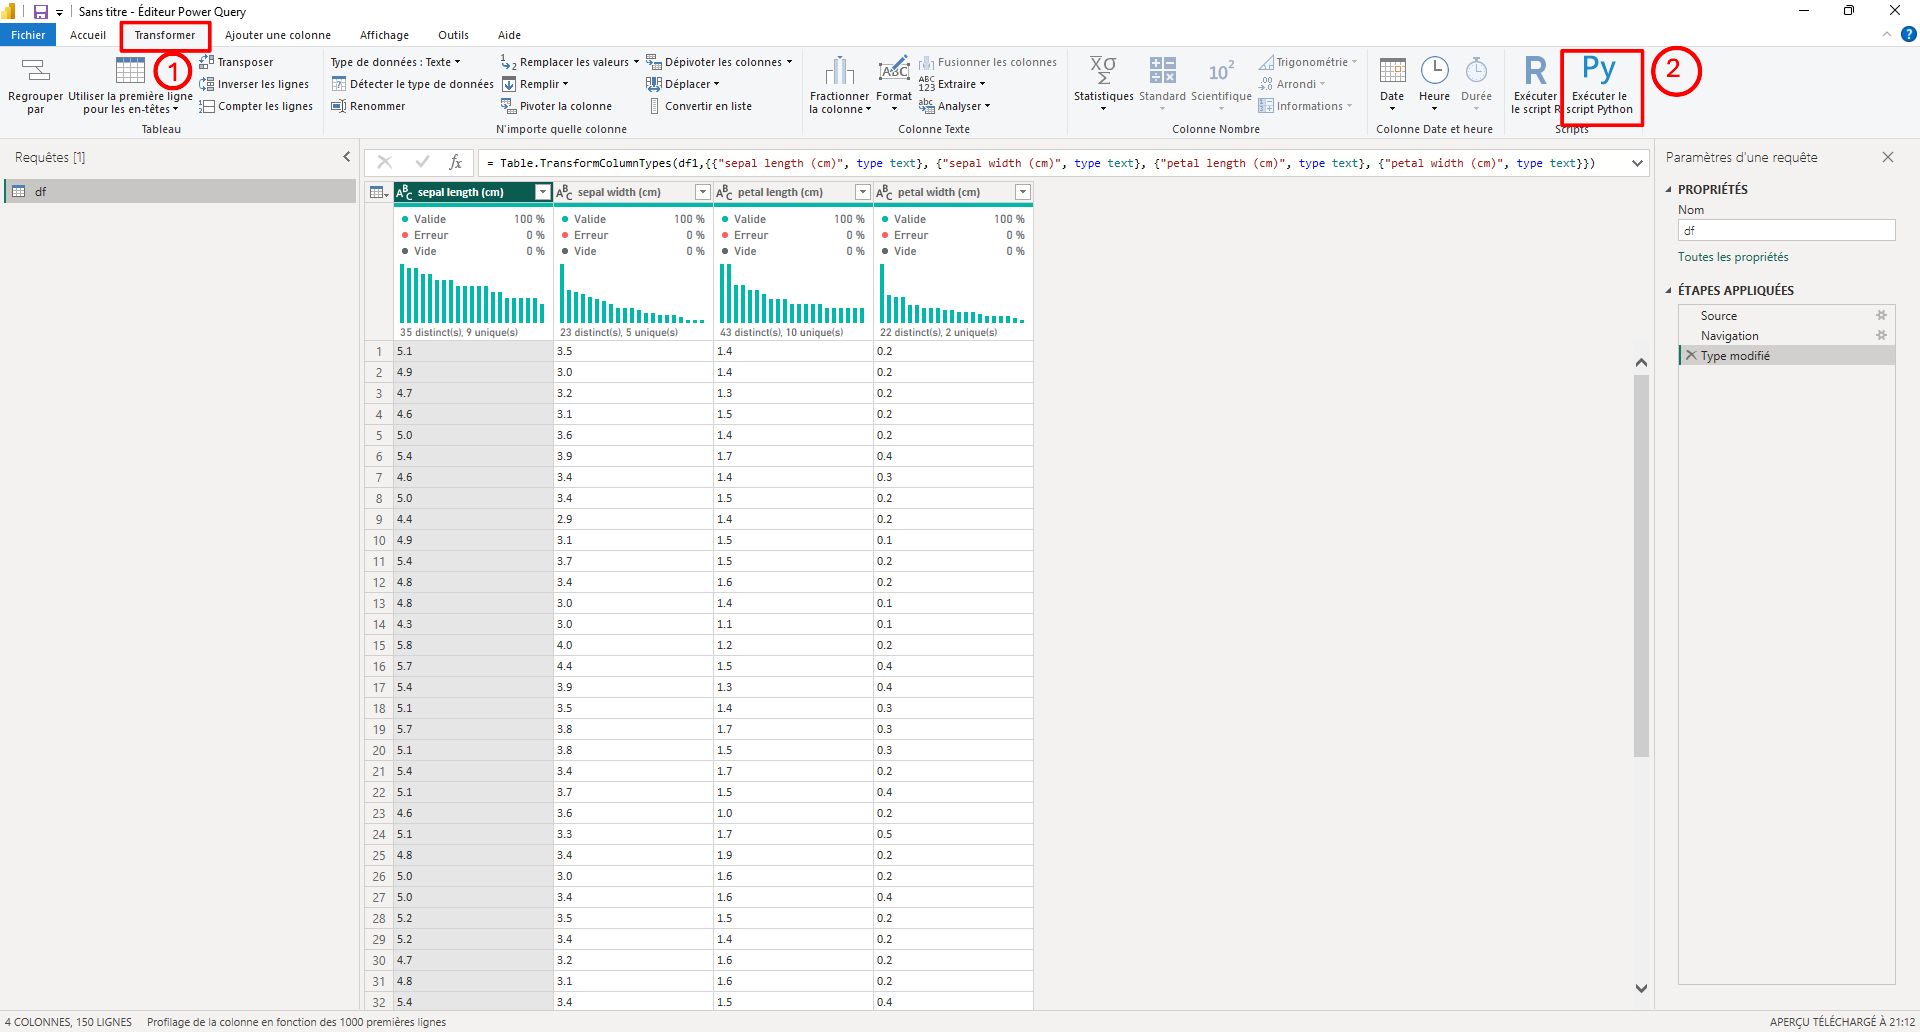 Sans titre - Éditeur Power Query
Fichier Accueil Transformer Ajouter une colonne Affichage Outils Aide
Regrouper par
Utiliser la première ligne pour les en-têtes
1
Transposer
Inverser les lignes
Compter les lignes
Tableau
Type de données : Texte
Détecter le type de données
Renommer
Remplacer les valeurs
Remplir
Pivoter la colonne
Dépivoter les colonnes
Déplacer
Convertir en liste
N'importe quelle colonne
Fractionner la colonne
Format
Fusionner les colonnes
Extraire
Analyser
Colonne Texte
Statistiques
Standard
Scientifique
Trigonométrie
Arrondi
Informations
Colonne Nombre
Date
Heure
Durée
Colonne Date et heure
R
Exécuter le script R
Py
Exécuter le script Python
Scripts
2
Requêtes [1]
df
= Table.TransformColumnTypes(df1,{{"sepal length (cm)", type text}, {"sepal width (cm)", type text}, {"petal length (cm)", type text}, {"petal width (cm)", type text}})
sepal length (cm) sepal width (cm) petal length (cm) petal width (cm)
Valide 100 % Valide 100 % Valide 100 % Valide 100 %
Erreur 0 % Erreur 0 % Erreur 0 % Erreur 0 %
Vide 0 % Vide 0 % Vide 0 % Vide 0 %
35 distinct(s), 9 unique(s) 23 distinct(s), 5 unique(s) 43 distinct(s), 10 unique(s) 22 distinct(s), 2 unique(s)
1 5.1 3.5 1.4 0.2
2 4.9 3.0 1.4 0.2
3 4.7 3.2 1.3 0.2
4 4.6 3.1 1.5 0.2
5 5.0 3.6 1.4 0.2
6 5.4 3.9 1.7 0.4
7 4.6 3.4 1.4 0.3
8 5.0 3.4 1.5 0.2
9 4.4 2.9 1.4 0.2
10 4.9 3.1 1.5 0.1
11 5.4 3.7 1.5 0.2
12 4.8 3.4 1.6 0.2
13 4.8 3.0 1.4 0.1
14 4.3 3.0 1.1 0.1
15 5.8 4.0 1.2 0.2
16 5.7 4.4 1.5 0.4
17 5.4 3.9 1.3 0.4
18 5.1 3.5 1.4 0.3
19 5.7 3.8 1.7 0.3
20 5.1 3.8 1.5 0.3
21 5.4 3.4 1.7 0.2
22 5.1 3.7 1.5 0.4
23 4.6 3.6 1.0 0.2
24 5.1 3.3 1.7 0.5
25 4.8 3.4 1.9 0.2
26 5.0 3.0 1.6 0.2
27 5.0 3.4 1.6 0.4
28 5.2 3.5 1.5 0.2
29 5.2 3.4 1.4 0.2
30 4.7 3.2 1.6 0.2
31 4.8 3.1 1.6 0.2
32 5.4 3.4 1.5 0.4
Paramètres d'une requête
PROPRIÉTÉS
Nom
df
Toutes les propriétés
ÉTAPES APPLIQUÉES
Source
Navigation
Type modifié
4 COLONNES, 150 LIGNES Profilage de la colonne en fonction des 1000 premières lignes APERÇU TÉLÉCHARGÉ À 21:12